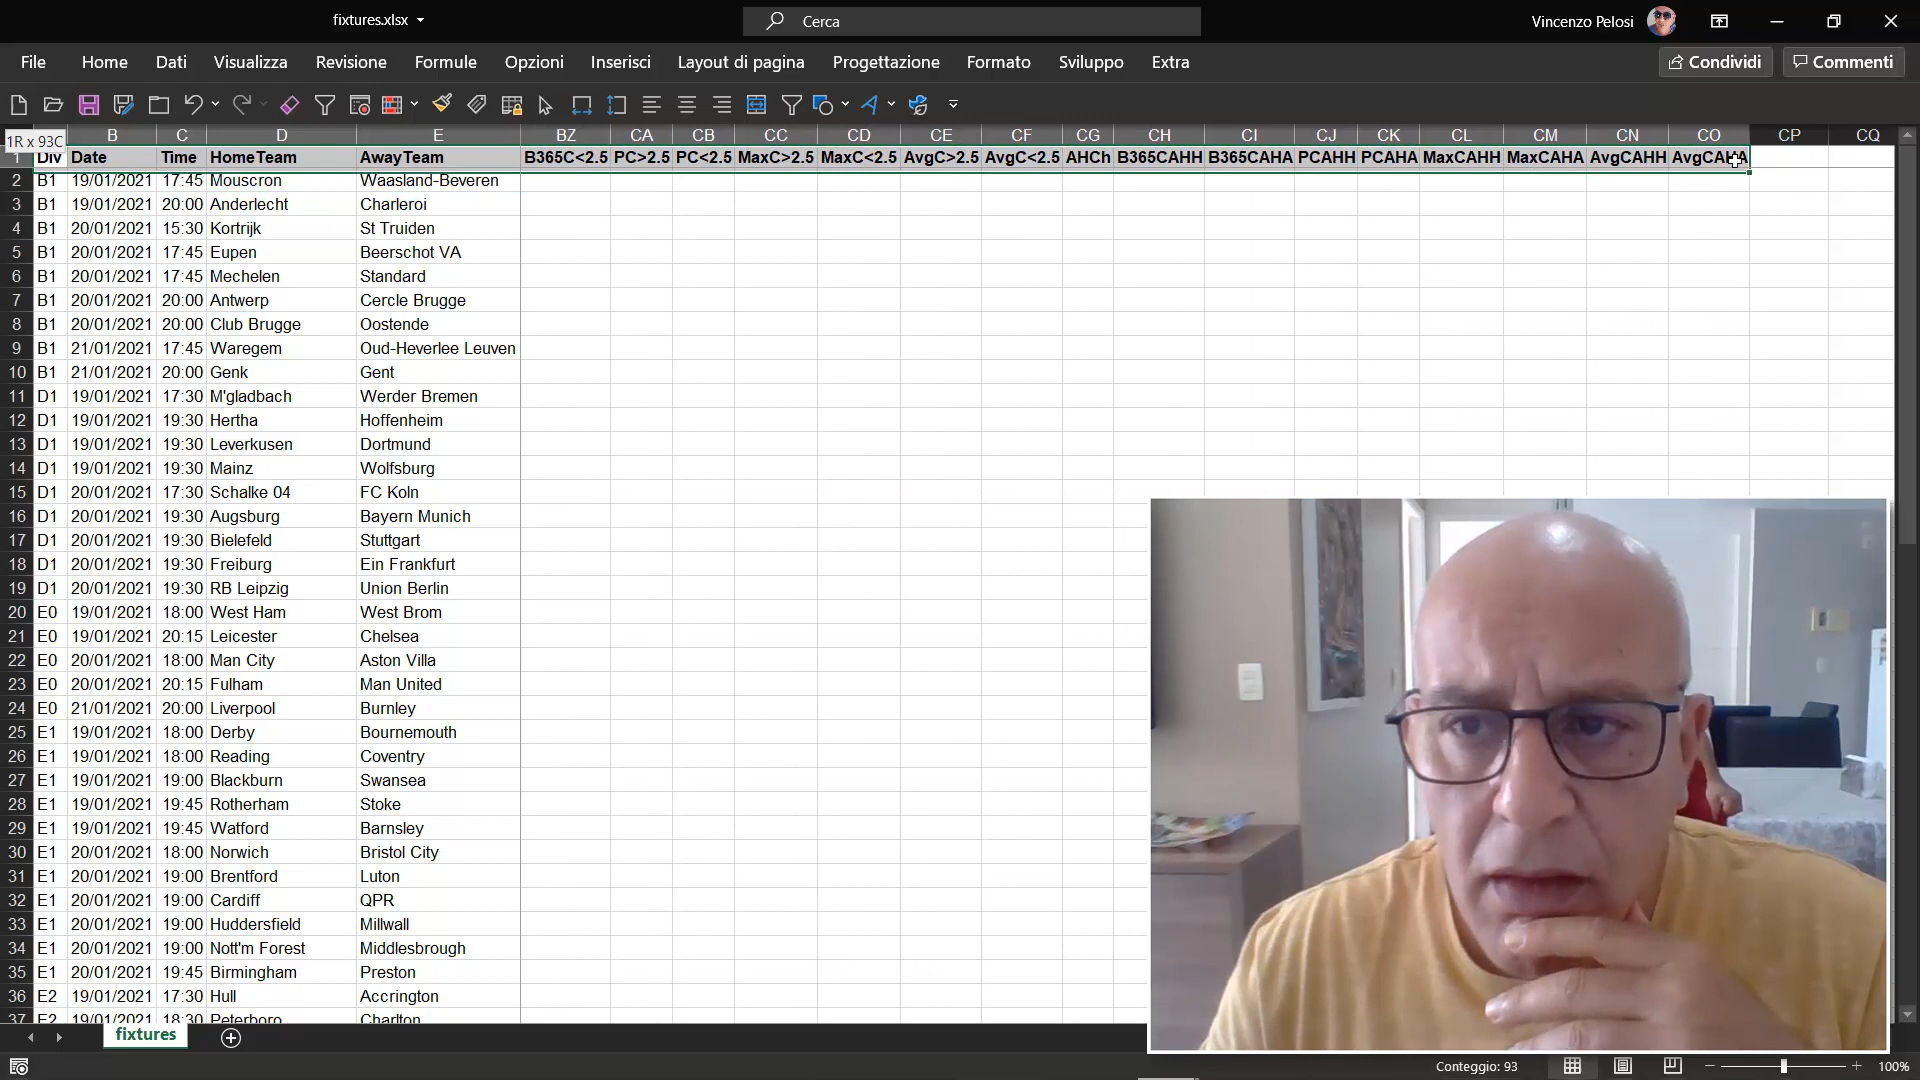 fixtures.xlsx
Cerca
Vincenzo Pelosi
File Home Dati Visualizza Revisione Formule Opzioni Inserisci Layout di pagina Progettazione Formato Sviluppo Extra Condividi Commenti
B C D E BZ CA CB CC CD CE CF CG CH CI CJ CK CL CM CN CO CP CQ
1R x 93C
1 Div Date Time HomeTeam AwayTeam B365C<2.5 PC>2.5 PC<2.5 MaxC>2.5 MaxC<2.5 AvgC>2.5 AvgC<2.5 AHCh B365CAHH B365CAHA PCAHH PCAHA MaxCAHH MaxCAHA AvgCAHH AvgCAHA
2 B1 19/01/2021 17:45 Mouscron Waasland-Beveren
3 B1 19/01/2021 20:00 Anderlecht Charleroi
4 B1 20/01/2021 15:30 Kortrijk St Truiden
5 B1 20/01/2021 17:45 Eupen Beerschot VA
6 B1 20/01/2021 17:45 Mechelen Standard
7 B1 20/01/2021 20:00 Antwerp Cercle Brugge
8 B1 20/01/2021 20:00 Club Brugge Oostende
9 B1 21/01/2021 17:45 Waregem Oud-Heverlee Leuven
10 B1 21/01/2021 20:00 Genk Gent
11 D1 19/01/2021 17:30 M'gladbach Werder Bremen
12 D1 19/01/2021 19:30 Hertha Hoffenheim
13 D1 19/01/2021 19:30 Leverkusen Dortmund
14 D1 19/01/2021 19:30 Mainz Wolfsburg
15 D1 20/01/2021 17:30 Schalke 04 FC Koln
16 D1 20/01/2021 19:30 Augsburg Bayern Munich
17 D1 20/01/2021 19:30 Bielefeld Stuttgart
18 D1 20/01/2021 19:30 Freiburg Ein Frankfurt
19 D1 20/01/2021 19:30 RB Leipzig Union Berlin
20 E0 19/01/2021 18:00 West Ham West Brom
21 E0 19/01/2021 20:15 Leicester Chelsea
22 E0 20/01/2021 18:00 Man City Aston Villa
23 E0 20/01/2021 20:15 Fulham Man United
24 E0 21/01/2021 20:00 Liverpool Burnley
25 E1 19/01/2021 18:00 Derby Bournemouth
26 E1 19/01/2021 18:00 Reading Coventry
27 E1 19/01/2021 19:00 Blackburn Swansea
28 E1 19/01/2021 19:45 Rotherham Stoke
29 E1 19/01/2021 19:45 Watford Barnsley
30 E1 20/01/2021 18:00 Norwich Bristol City
31 E1 20/01/2021 19:00 Brentford Luton
32 E1 20/01/2021 19:00 Cardiff QPR
33 E1 20/01/2021 19:00 Huddersfield Millwall
34 E1 20/01/2021 19:00 Nott'm Forest Middlesbrough
35 E1 20/01/2021 19:45 Birmingham Preston
36 E2 19/01/2021 17:30 Hull Accrington
37 E2 19/01/2021 18:30 Peterboro Charlton
fixtures
Conteggio: 93 100%